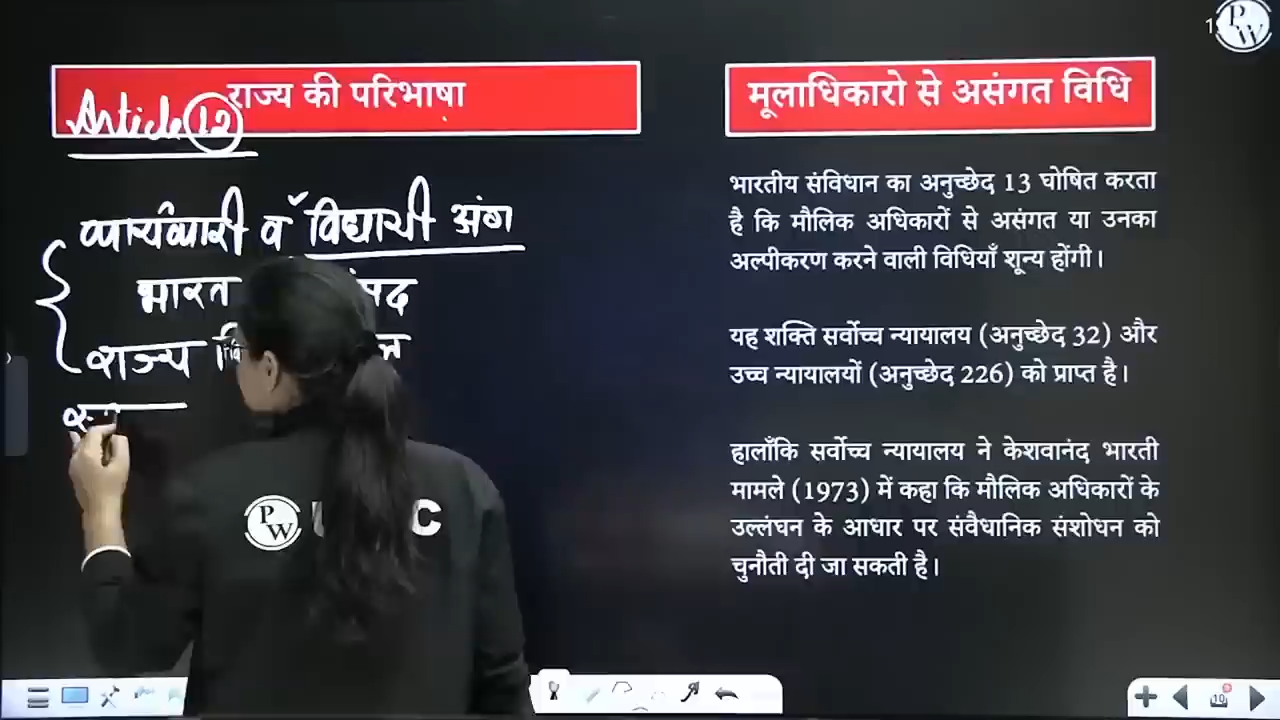 PW
राज्य की परिभाषा
Article 12
कार्यकारी व विधायी अंग
भारत
राज्य
मूलाधिकारो से असंगत विधि
भारतीय संविधान का अनुच्छेद 13 घोषित करता
है कि मौलिक अधिकारों से असंगत या उनका
अल्पीकरण करने वाली विधियाँ शून्य होंगी।
यह शक्ति सर्वोच्च न्यायालय (अनुच्छेद 32) और
उच्च न्यायालयों (अनुच्छेद 226) को प्राप्त है।
हालाँकि सर्वोच्च न्यायालय ने केशवानंद भारती
मामले (1973) में कहा कि मौलिक अधिकारों के
उल्लंघन के आधार पर संवैधानिक संशोधन को
चुनौती दी जा सकती है।
PW
10